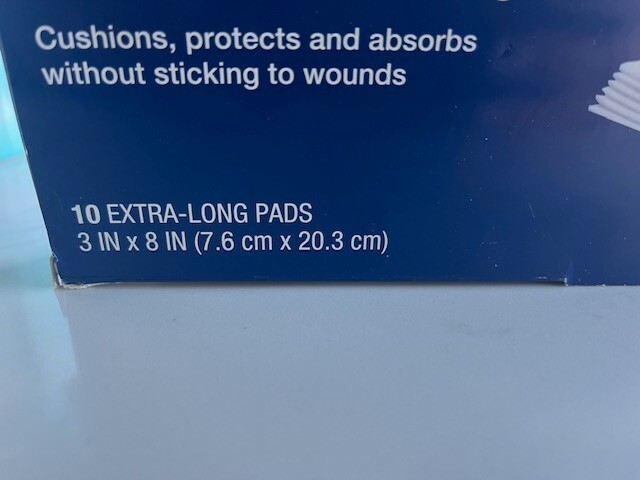 Cushions, protects and absorbs
without sticking to wounds
10 EXTRA-LONG PADS
3 IN x 8 IN (7.6 cm x 20.3 cm)